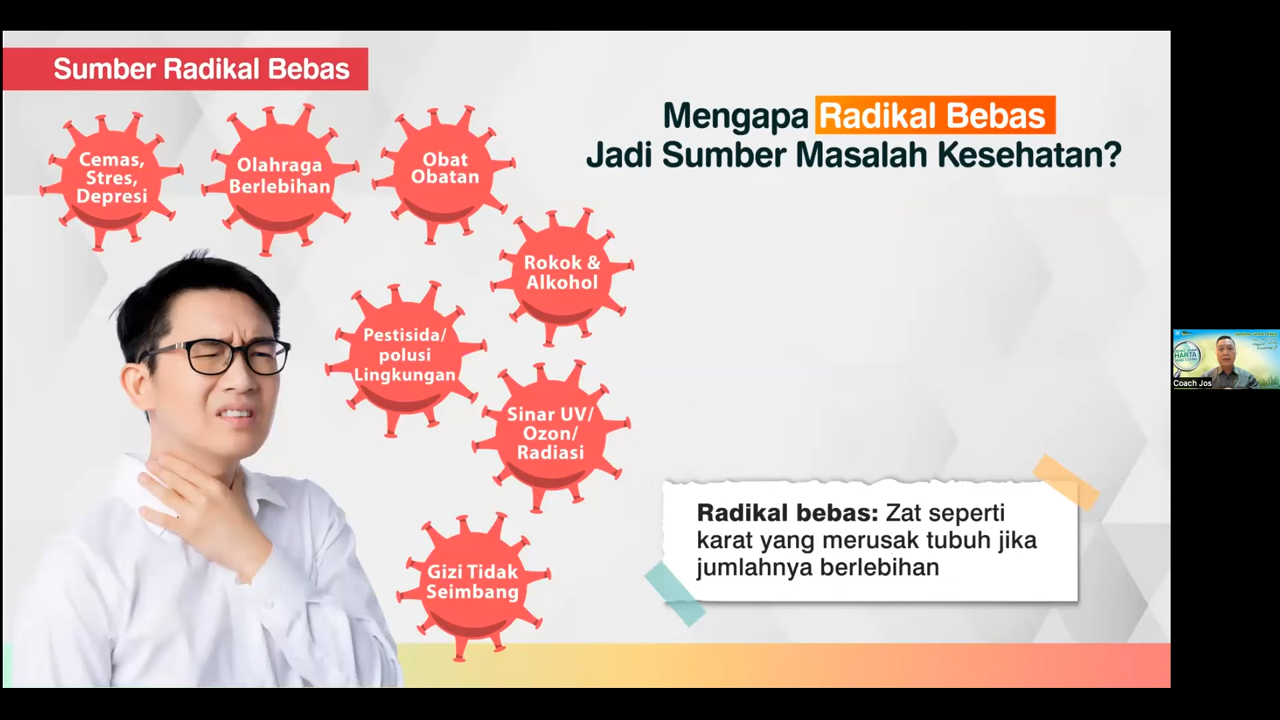 Sumber Radikal Bebas
Mengapa Radikal Bebas
Jadi Sumber Masalah Kesehatan?
Cemas,
Stres,
Depresi
Olahraga
Berlebihan
Obat
Obatan
Rokok &
Alkohol
Pestisida/
polusi
Lingkungan
Sinar UV/
Ozon/
Radiasi
Gizi Tidak
Seimbang
Radikal bebas: Zat seperti
karat yang merusak tubuh jika
jumlahnya berlebihan
HARTA
Coach Jos